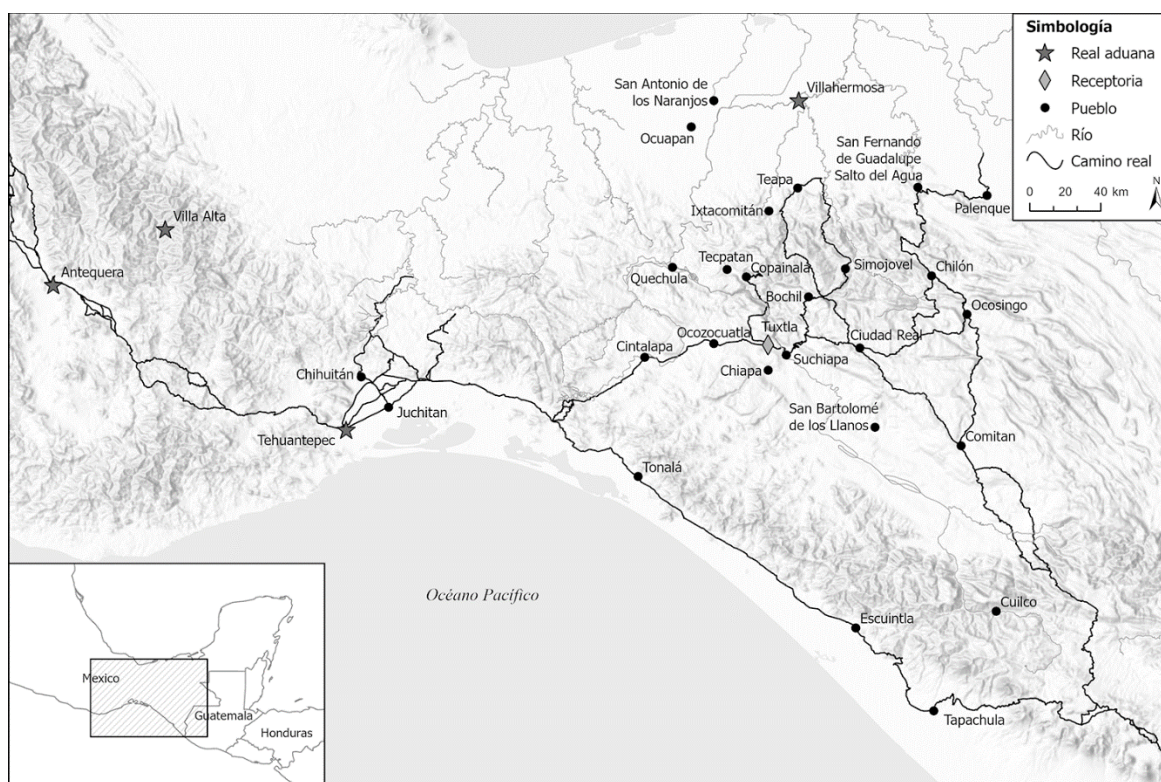 Simbología
Real aduana
Receptoria
Pueblo
Río
Camino real
0 20 40 km
N
San Antonio de
los Naranjos
Villahermosa
Ocuapan
San Fernando
de Guadalupe
Salto del Agua
Teapa
Palenque
Ixtacomitán
Villa Alta
Tecpatan
Copainalá
Simojovel
Chilón
Quechula
Antequera
Bochil
Ocosingo
Tuxtla
Ocozocuatla
Ciudad Real
Cintalapa
Suchiapa
Chiapa
Chihuitán
Juchitan
San Bartolomé
de los Llanos
Tehuantepec
Comitan
Tonalá
Océano Pacífico
Cuilco
Escuintla
Tapachula
Mexico
Guatemala
Honduras